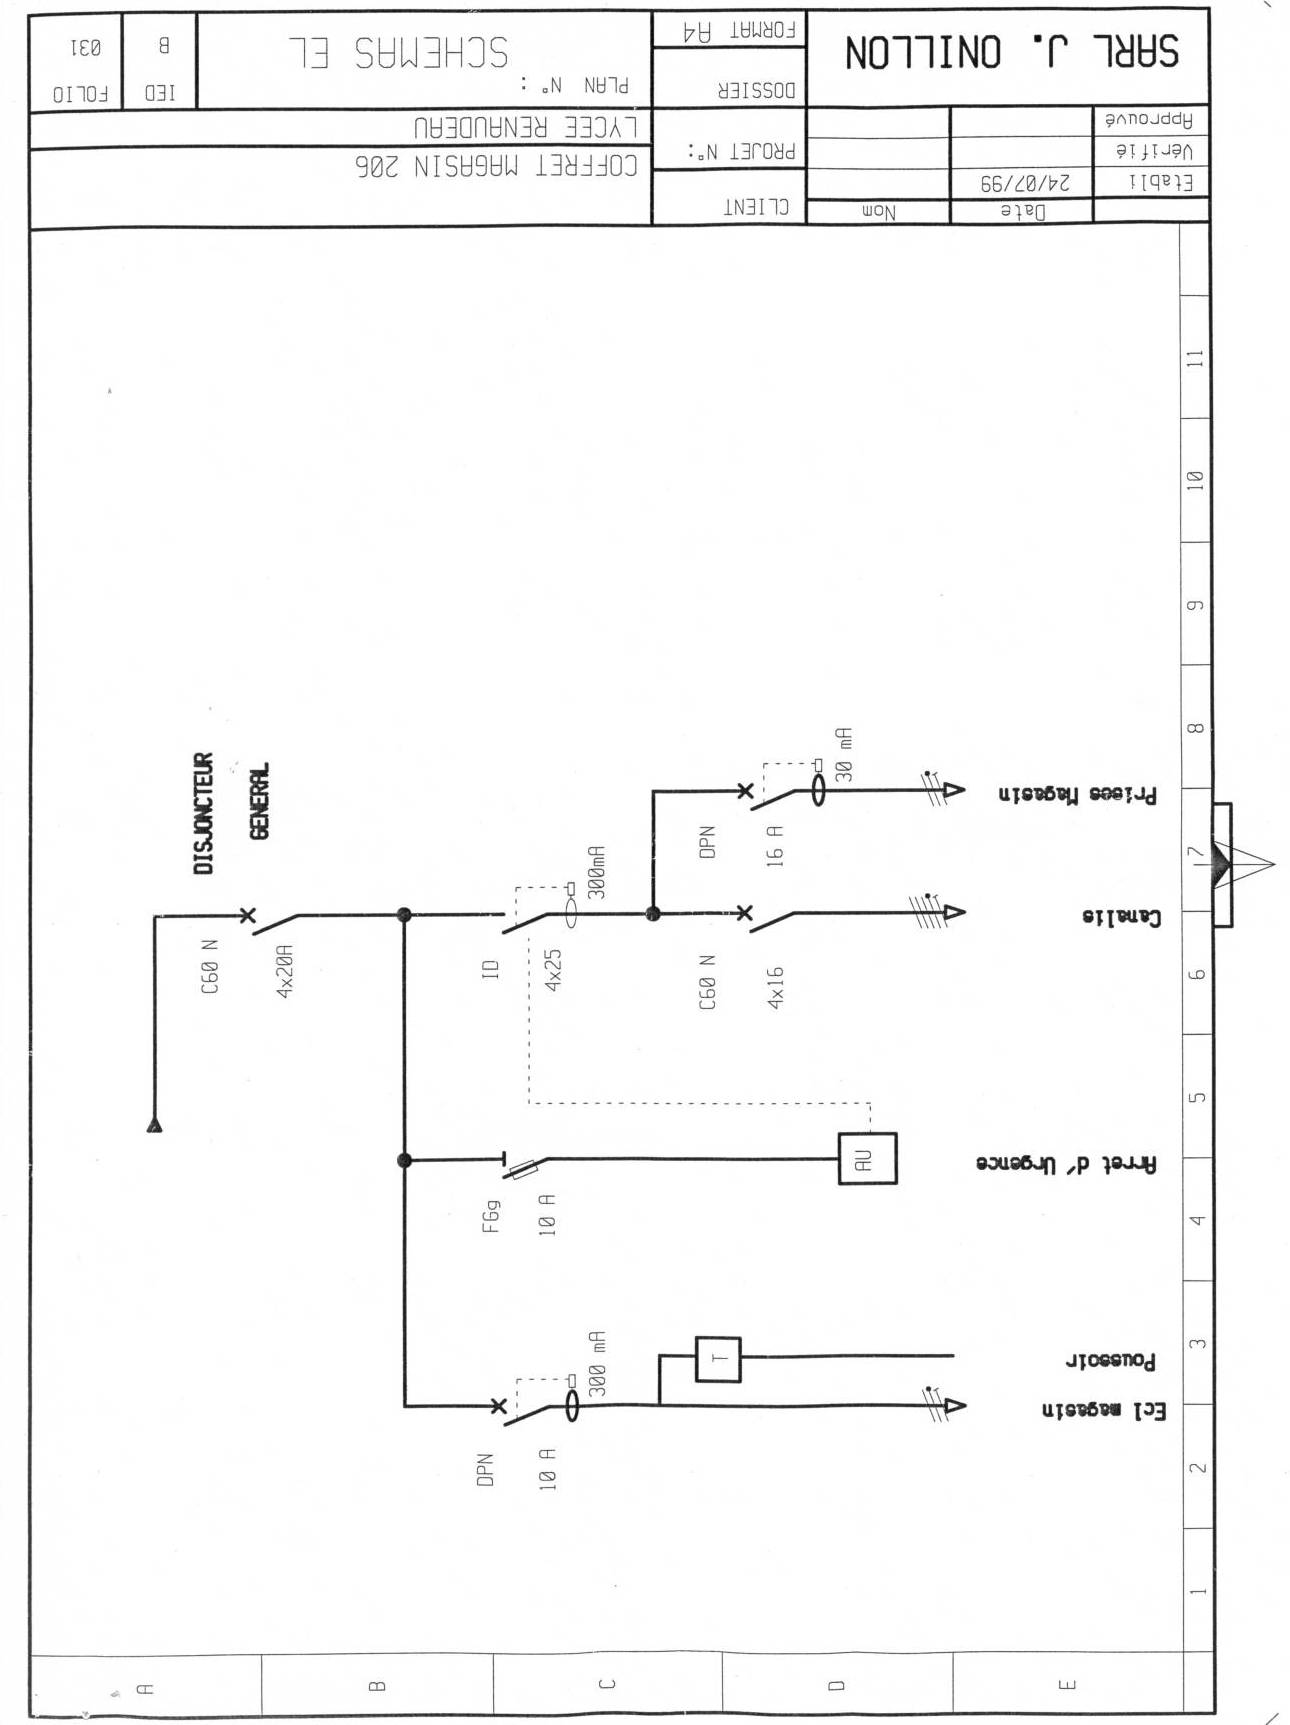 SARL J. ONILLON
Approuvé
Vérifié
Etabli
24/07/99
Date
Nom
FORMAT A4
DOSSIER
PROJET N°:
CLIENT
SCHEMAS EL
PLAN N°:
LYCEE RENAUDEAU
COFFRET MAGASIN 206
B
IED
031
FOLIO
DISJONCTEUR
GENERAL
C60 N
4x20A
ID
4x25
300mA
DPN
16 A
30 mA
C60 N
4x16
FGg
10 A
AU
DPN
10 A
300 mA
T
Prises Magasin
Canalis
Arret d' Urgence
Poussoir
Ecl magasin
1
2
3
4
5
6
7
8
9
10
11
A
B
C
D
E